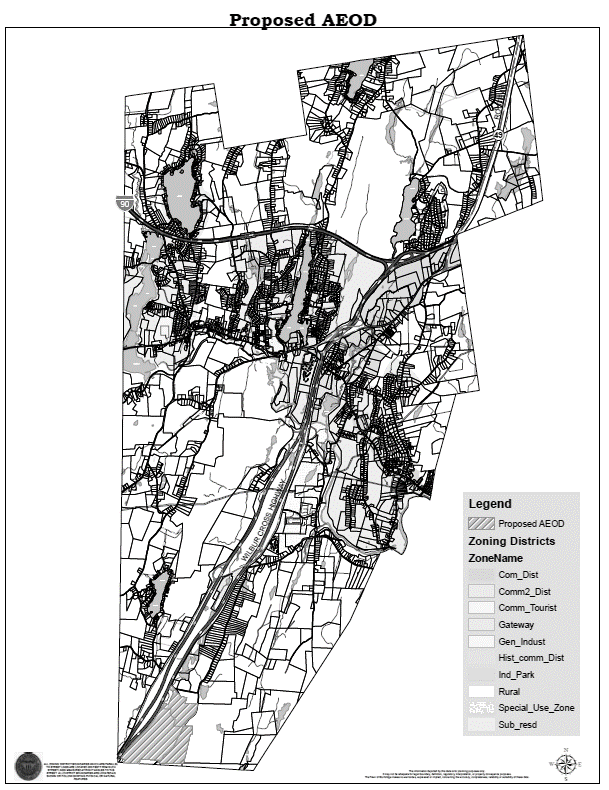 Proposed AEOD
49
90
WILBUR CROSS HIGHWAY
Legend
Proposed AEOD
Zoning Districts
ZoneName
Com_Dist
Comm2_Dist
Comm_Tourist
Gateway
Gen_Indust
Hist_comm_Dist
Ind_Park
Rural
Special_Use_Zone
Sub_resd
N
W
E
S